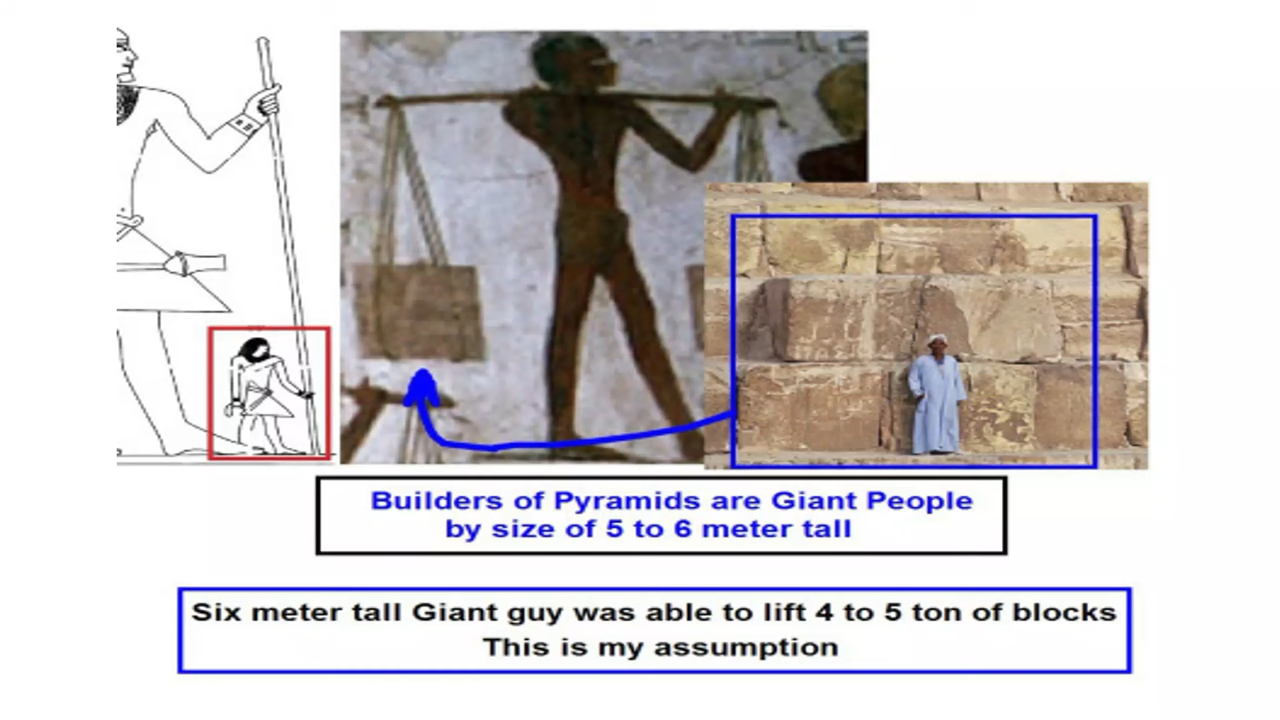 Builders of Pyramids are Giant People
by size of 5 to 6 meter tall
Six meter tall Giant guy was able to lift 4 to 5 ton of blocks
This is my assumption